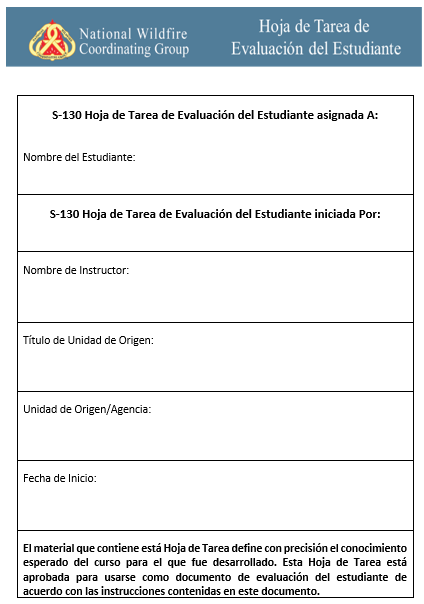 National Wildfire
Coordinating Group
Hoja de Tarea de
Evaluación del Estudiante
S-130 Hoja de Tarea de Evaluación del Estudiante asignada A:
Nombre del Estudiante:
S-130 Hoja de Tarea de Evaluación del Estudiante iniciada Por:
Nombre de Instructor:
Título de Unidad de Origen:
Unidad de Origen/Agencia:
Fecha de Inicio:
El material que contiene está Hoja de Tarea define con precisión el conocimiento
esperado del curso para el que fue desarrollado. Esta Hoja de Tarea está
aprobada para usarse como documento de evaluación del estudiante de
acuerdo con las instrucciones contenidas en este documento.